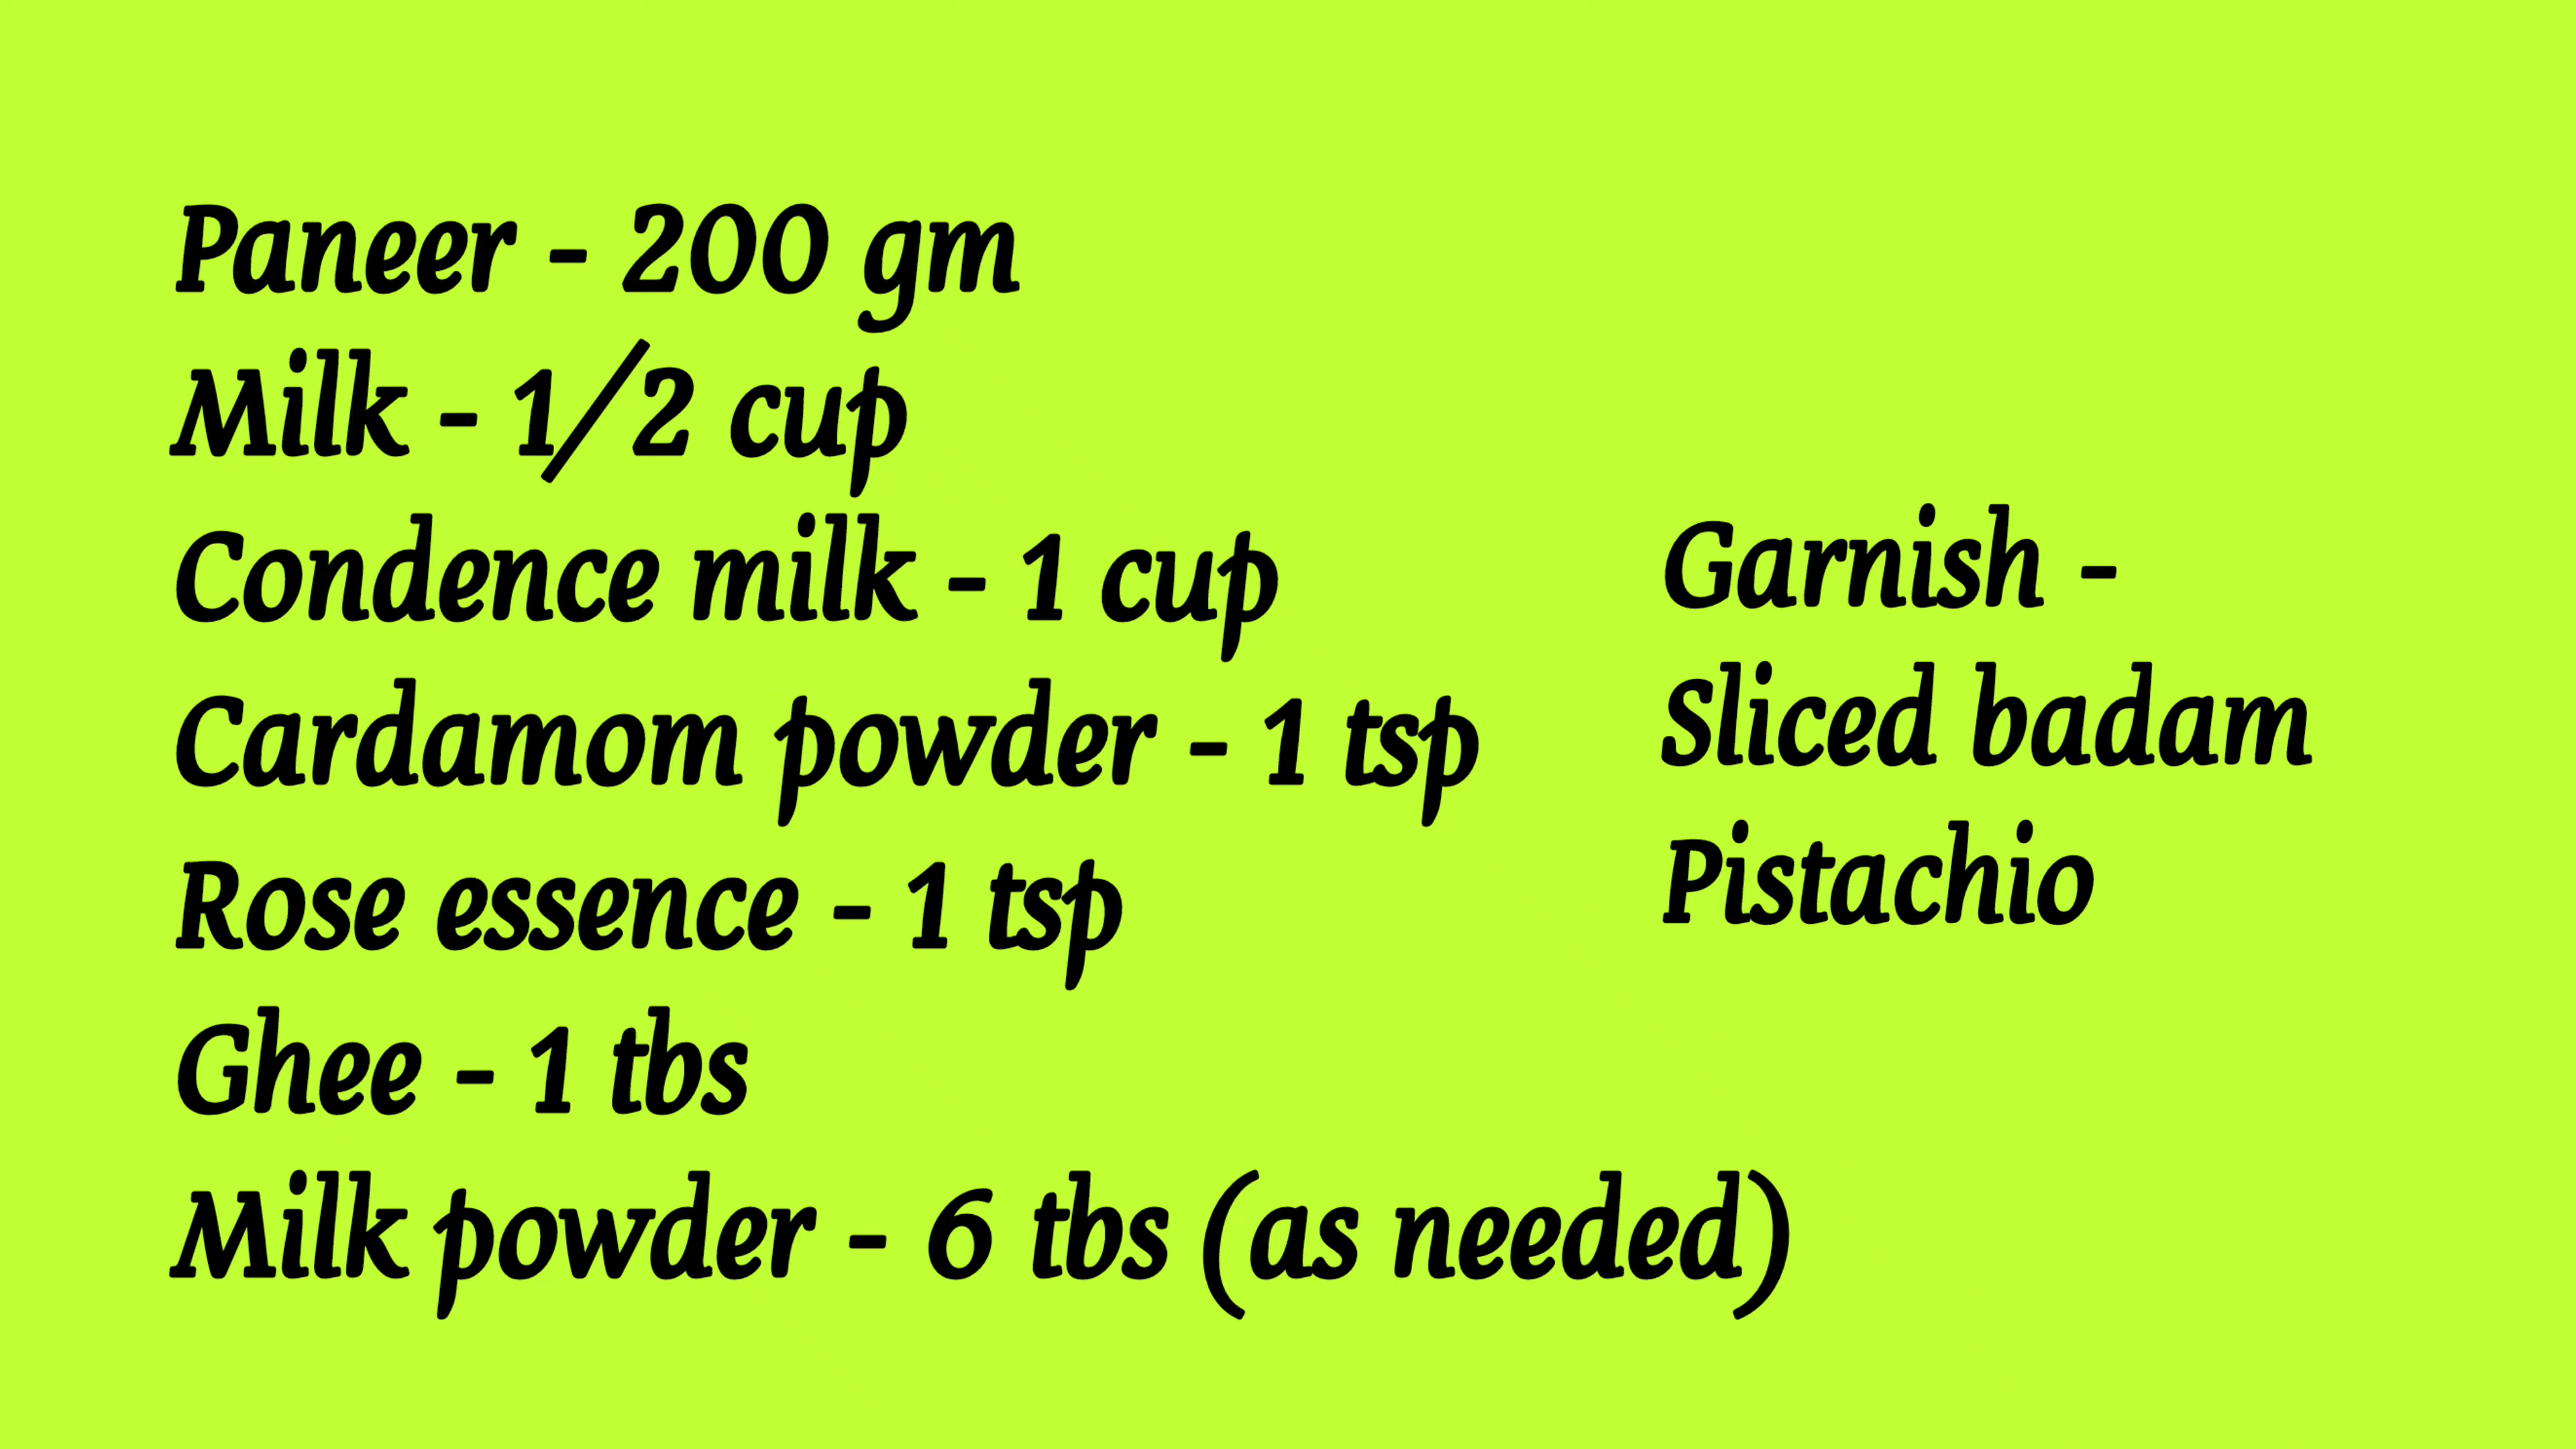 Paneer - 200 gm
Milk - 1/2 cup
Condence milk - 1 cup
Cardamom powder - 1 tsp
Rose essence - 1 tsp
Ghee - 1 tbs
Milk powder - 6 tbs (as needed)
Garnish -
Sliced badam
Pistachio